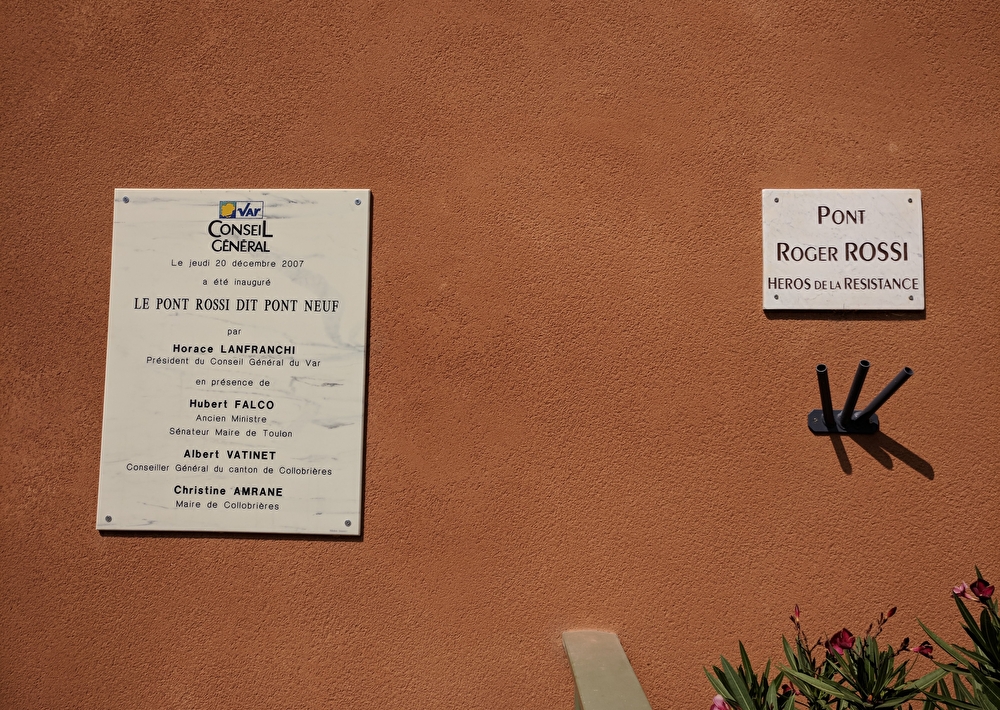 Var
Conseil
Général
Le jeudi 20 décembre 2007
a été inauguré
LE PONT ROSSI DIT PONT NEUF
par
Horace LANFRANCHI
Président du Conseil Général du Var
en présence de
Hubert FALCO
Ancien Ministre
Sénateur Maire de Toulon
Albert VATINET
Conseiller Général du canton de Collobrières
Christine AMRANE
Maire de Collobrières
PONT
ROGER ROSSI
HEROS DE LA RESISTANCE